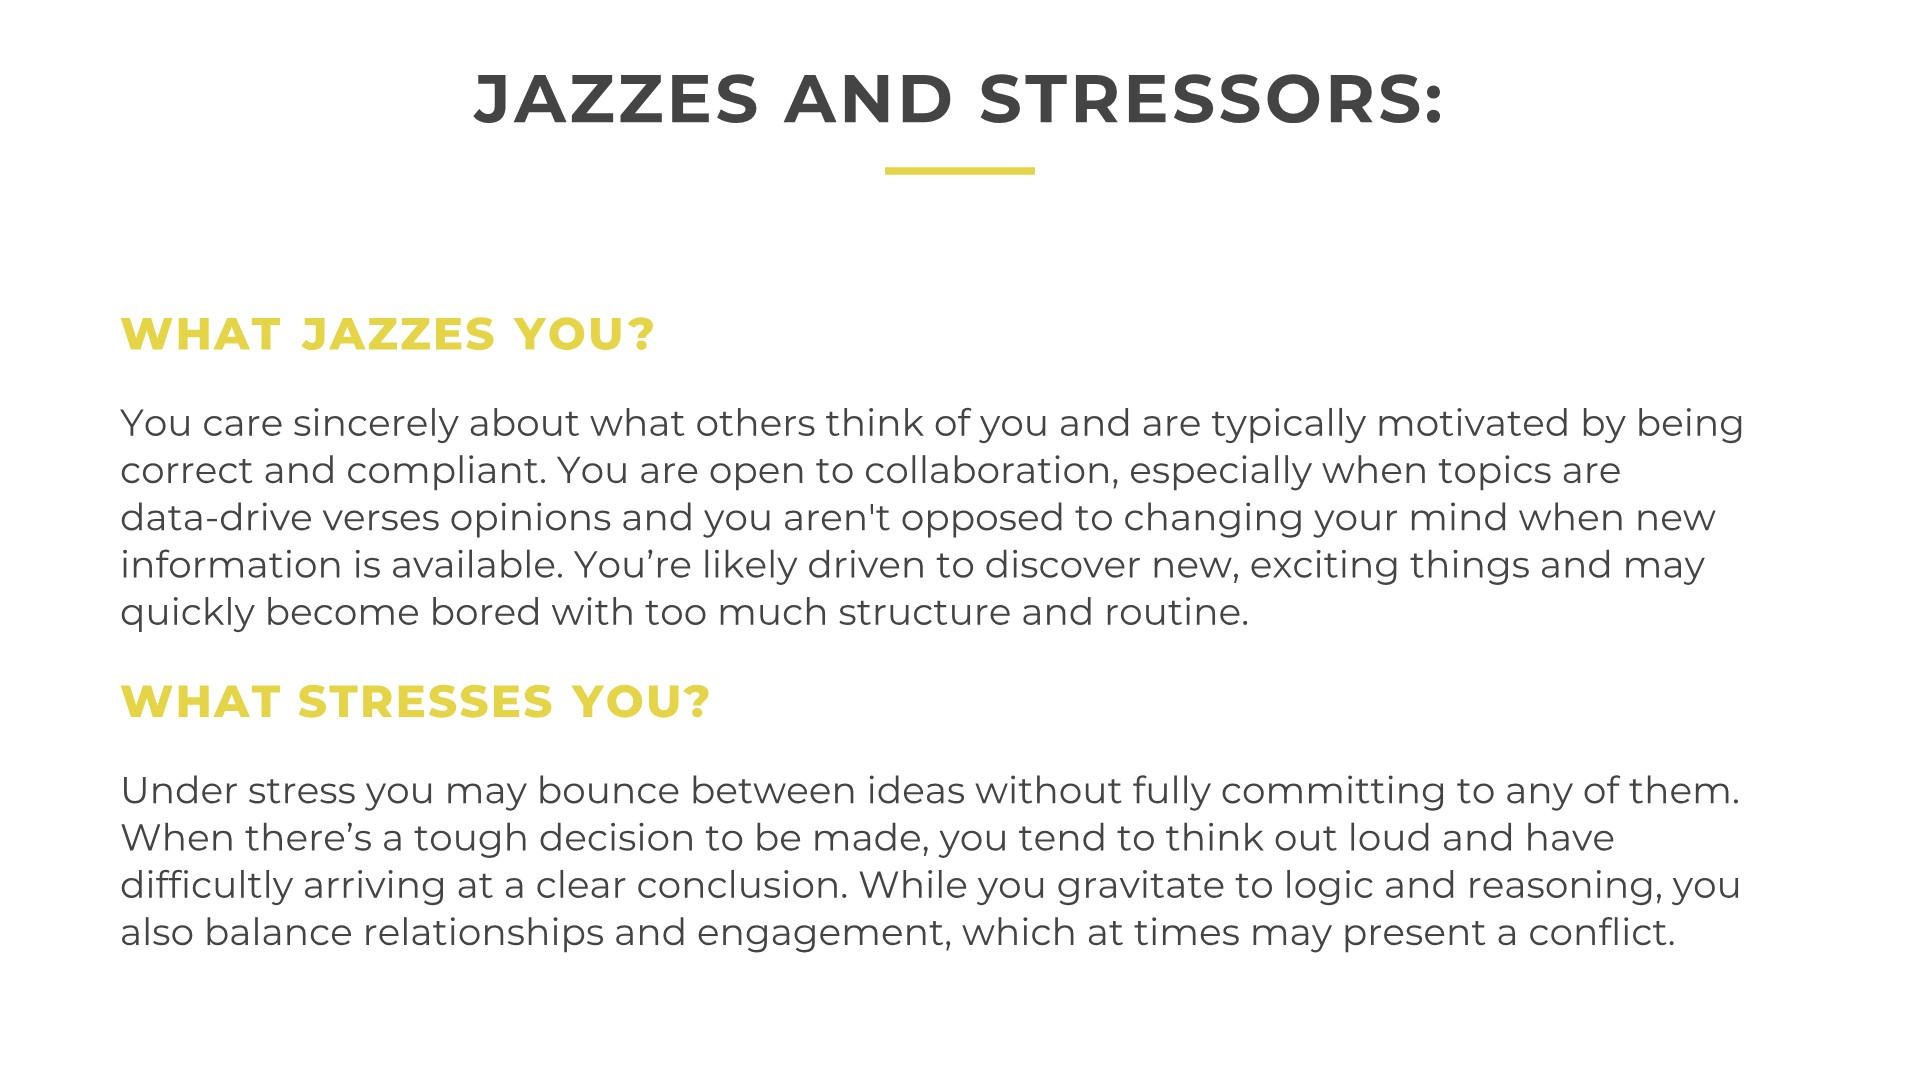 JAZZES AND STRESSORS:
WHAT JAZZES YOU?
You care sincerely about what others think of you and are typically motivated by being
correct and compliant. You are open to collaboration, especially when topics are
data-drive verses opinions and you aren't opposed to changing your mind when new
information is available. You’re likely driven to discover new, exciting things and may
quickly become bored with too much structure and routine.
WHAT STRESSES YOU?
Under stress you may bounce between ideas without fully committing to any of them.
When there’s a tough decision to be made, you tend to think out loud and have
difficultly arriving at a clear conclusion. While you gravitate to logic and reasoning, you
also balance relationships and engagement, which at times may present a conflict.